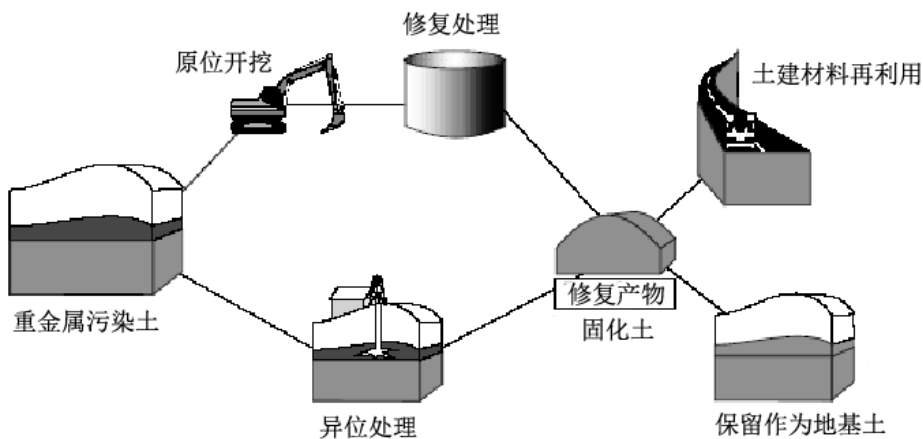 修复处理
原位开挖
土建材料再利用
重金属污染土
修复产物
固化土
异位处理
保留作为地基土